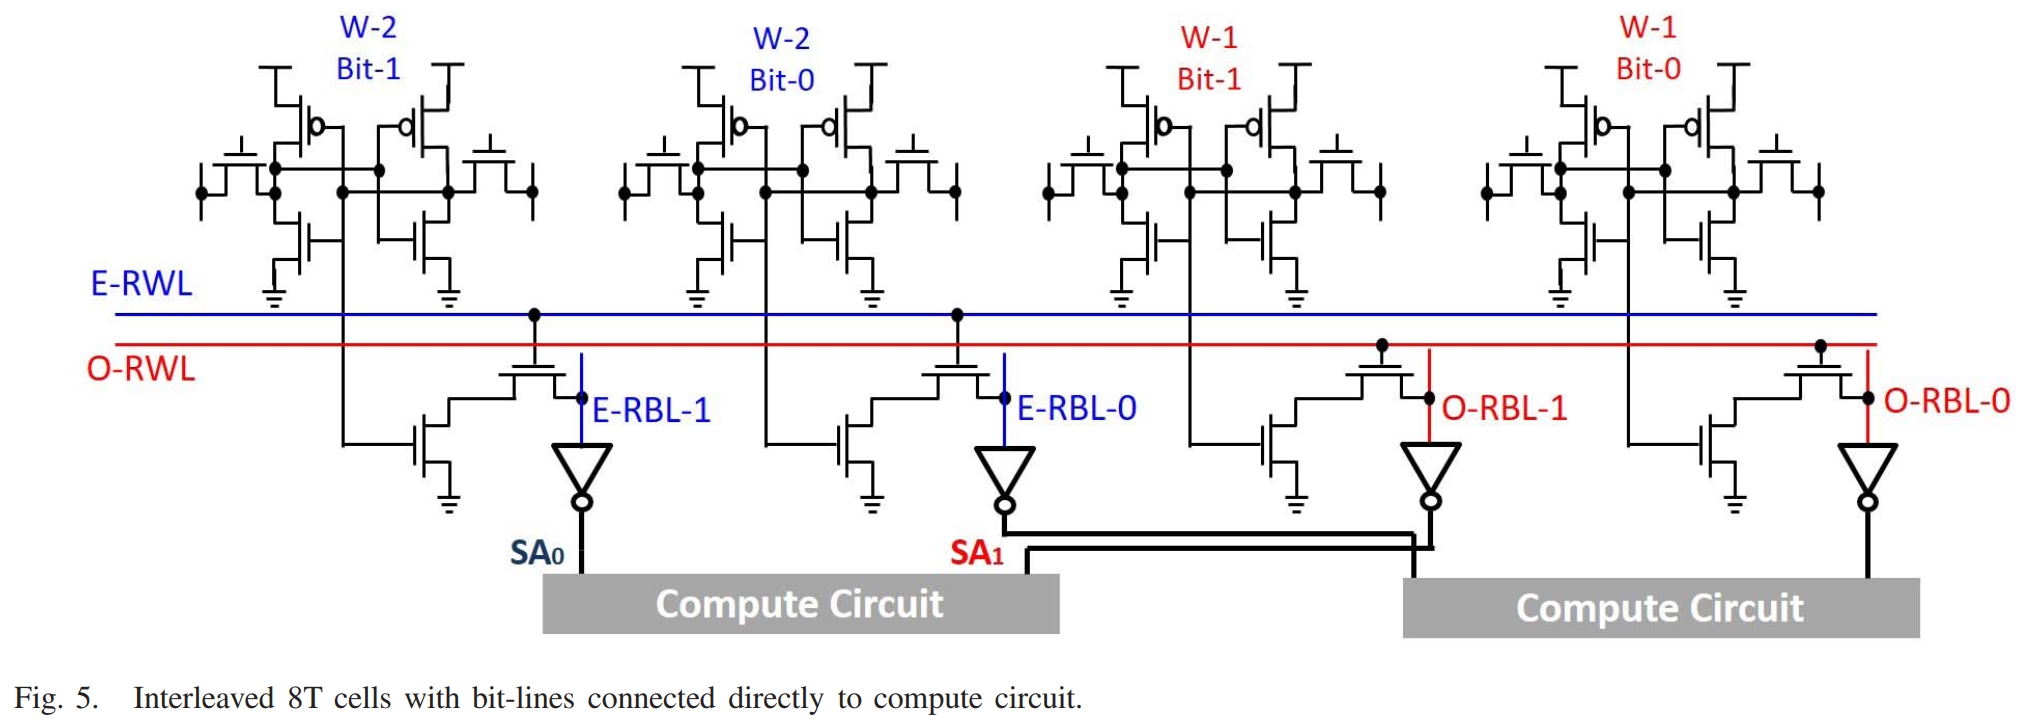 W-2
Bit-1
W-2
Bit-0
W-1
Bit-1
W-1
Bit-0
E-RWL
O-RWL
E-RBL-1
E-RBL-0
O-RBL-1
O-RBL-0
SA0
SA1
Compute Circuit
Compute Circuit
Fig. 5. Interleaved 8T cells with bit-lines connected directly to compute circuit.